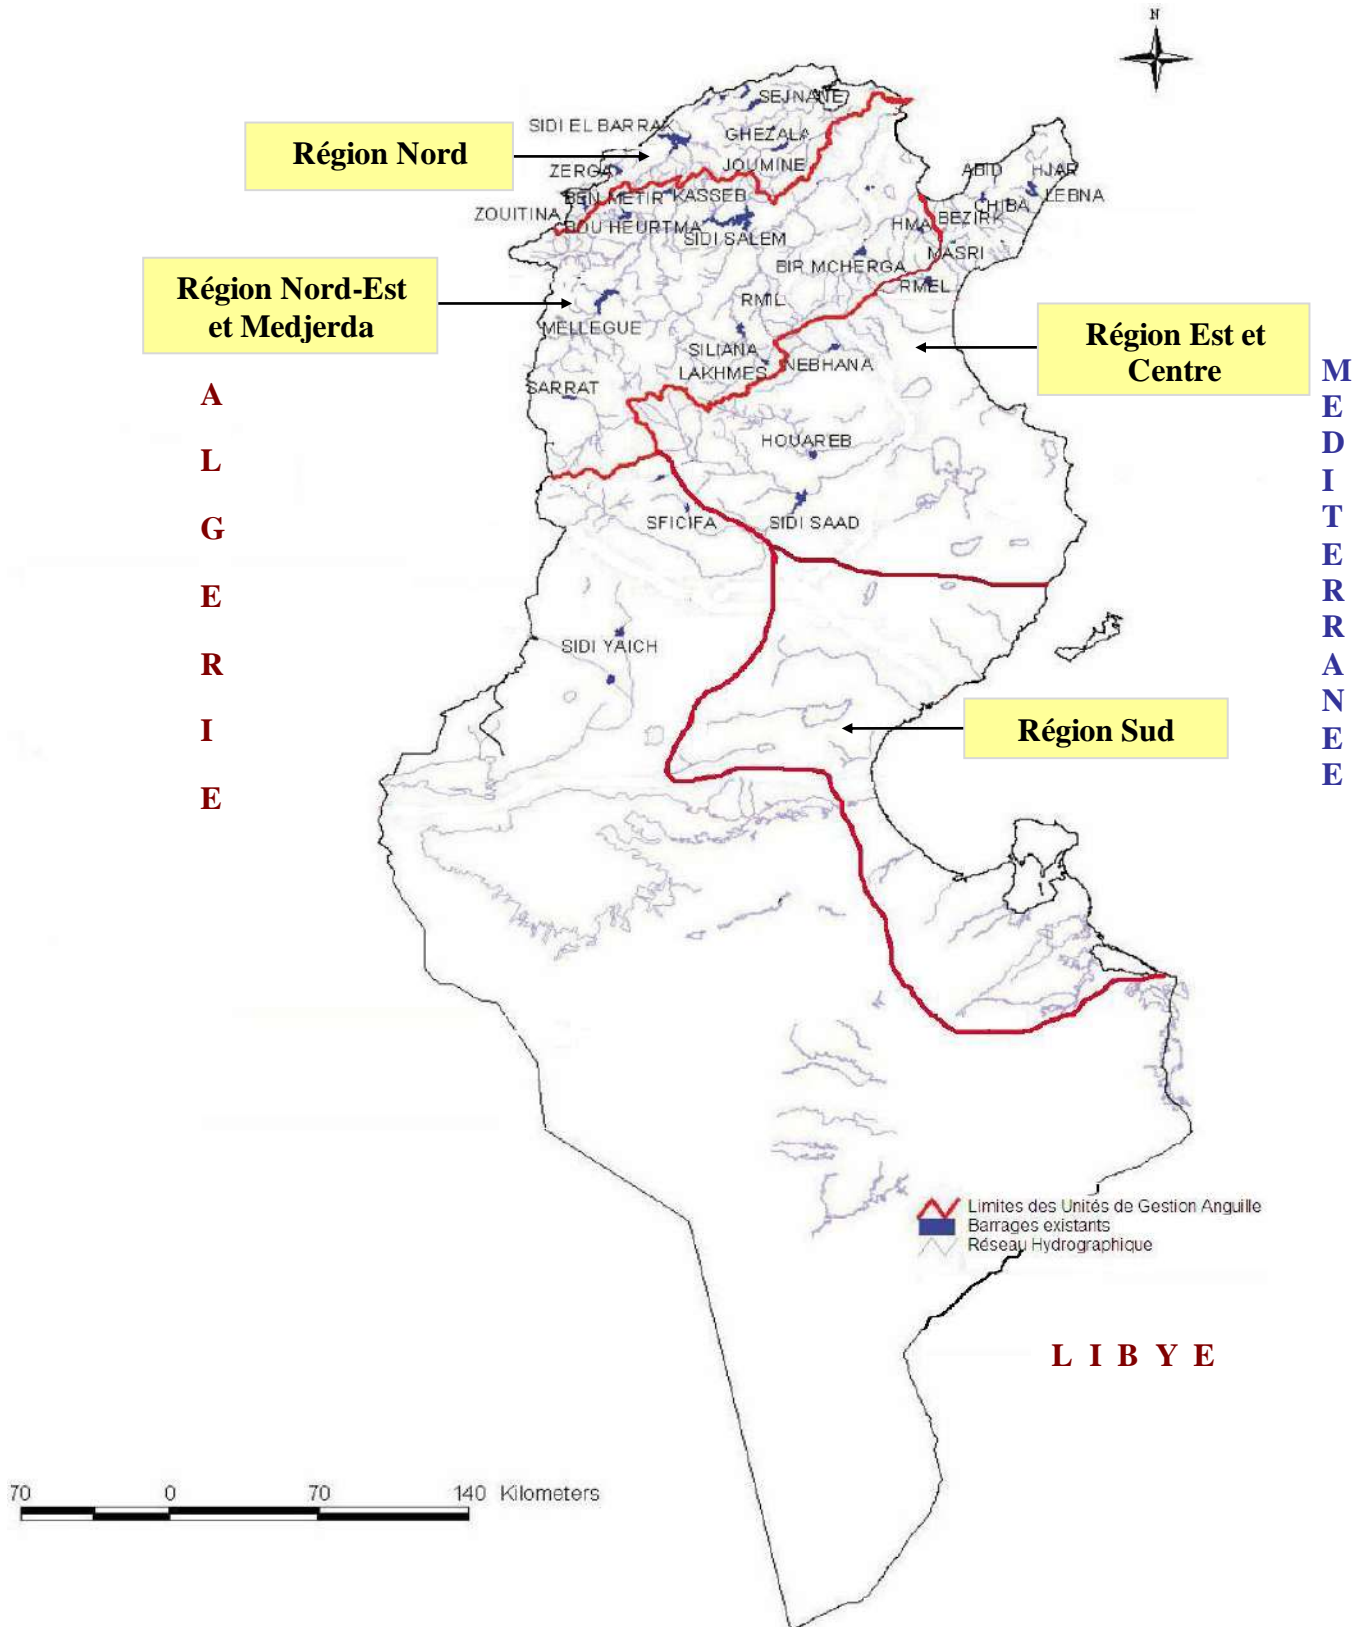 N
SEJNANE
SIDI EL BARRAK
GHEZALA
Région Nord
JOUMINE
ZERGA
ABID
HJAR
BEN METIR
KASSEB
LEBNA
CHIBA
ZOUITINA
BEZIRK
BOU HEURTMA
HMA
SIDI SALEM
MASRI
BIR MCHERGA
RMEL
Région Nord-Est
et Medjerda
RMIL
MELLEGUE
Région Est et
Centre
SILIANA
NEBHANA
LAKHMES
SARRAT
HOUAREB
SFICIFA
SIDI SAAD
SIDI YAICH
Région Sud
A
L
G
E
R
I
E
M
E
D
I
T
E
R
R
A
N
E
E
Limites des Unités de Gestion Anguille
Barrages existants
Réseau Hydrographique
L I B Y E
70 0 70 140 Kilometers